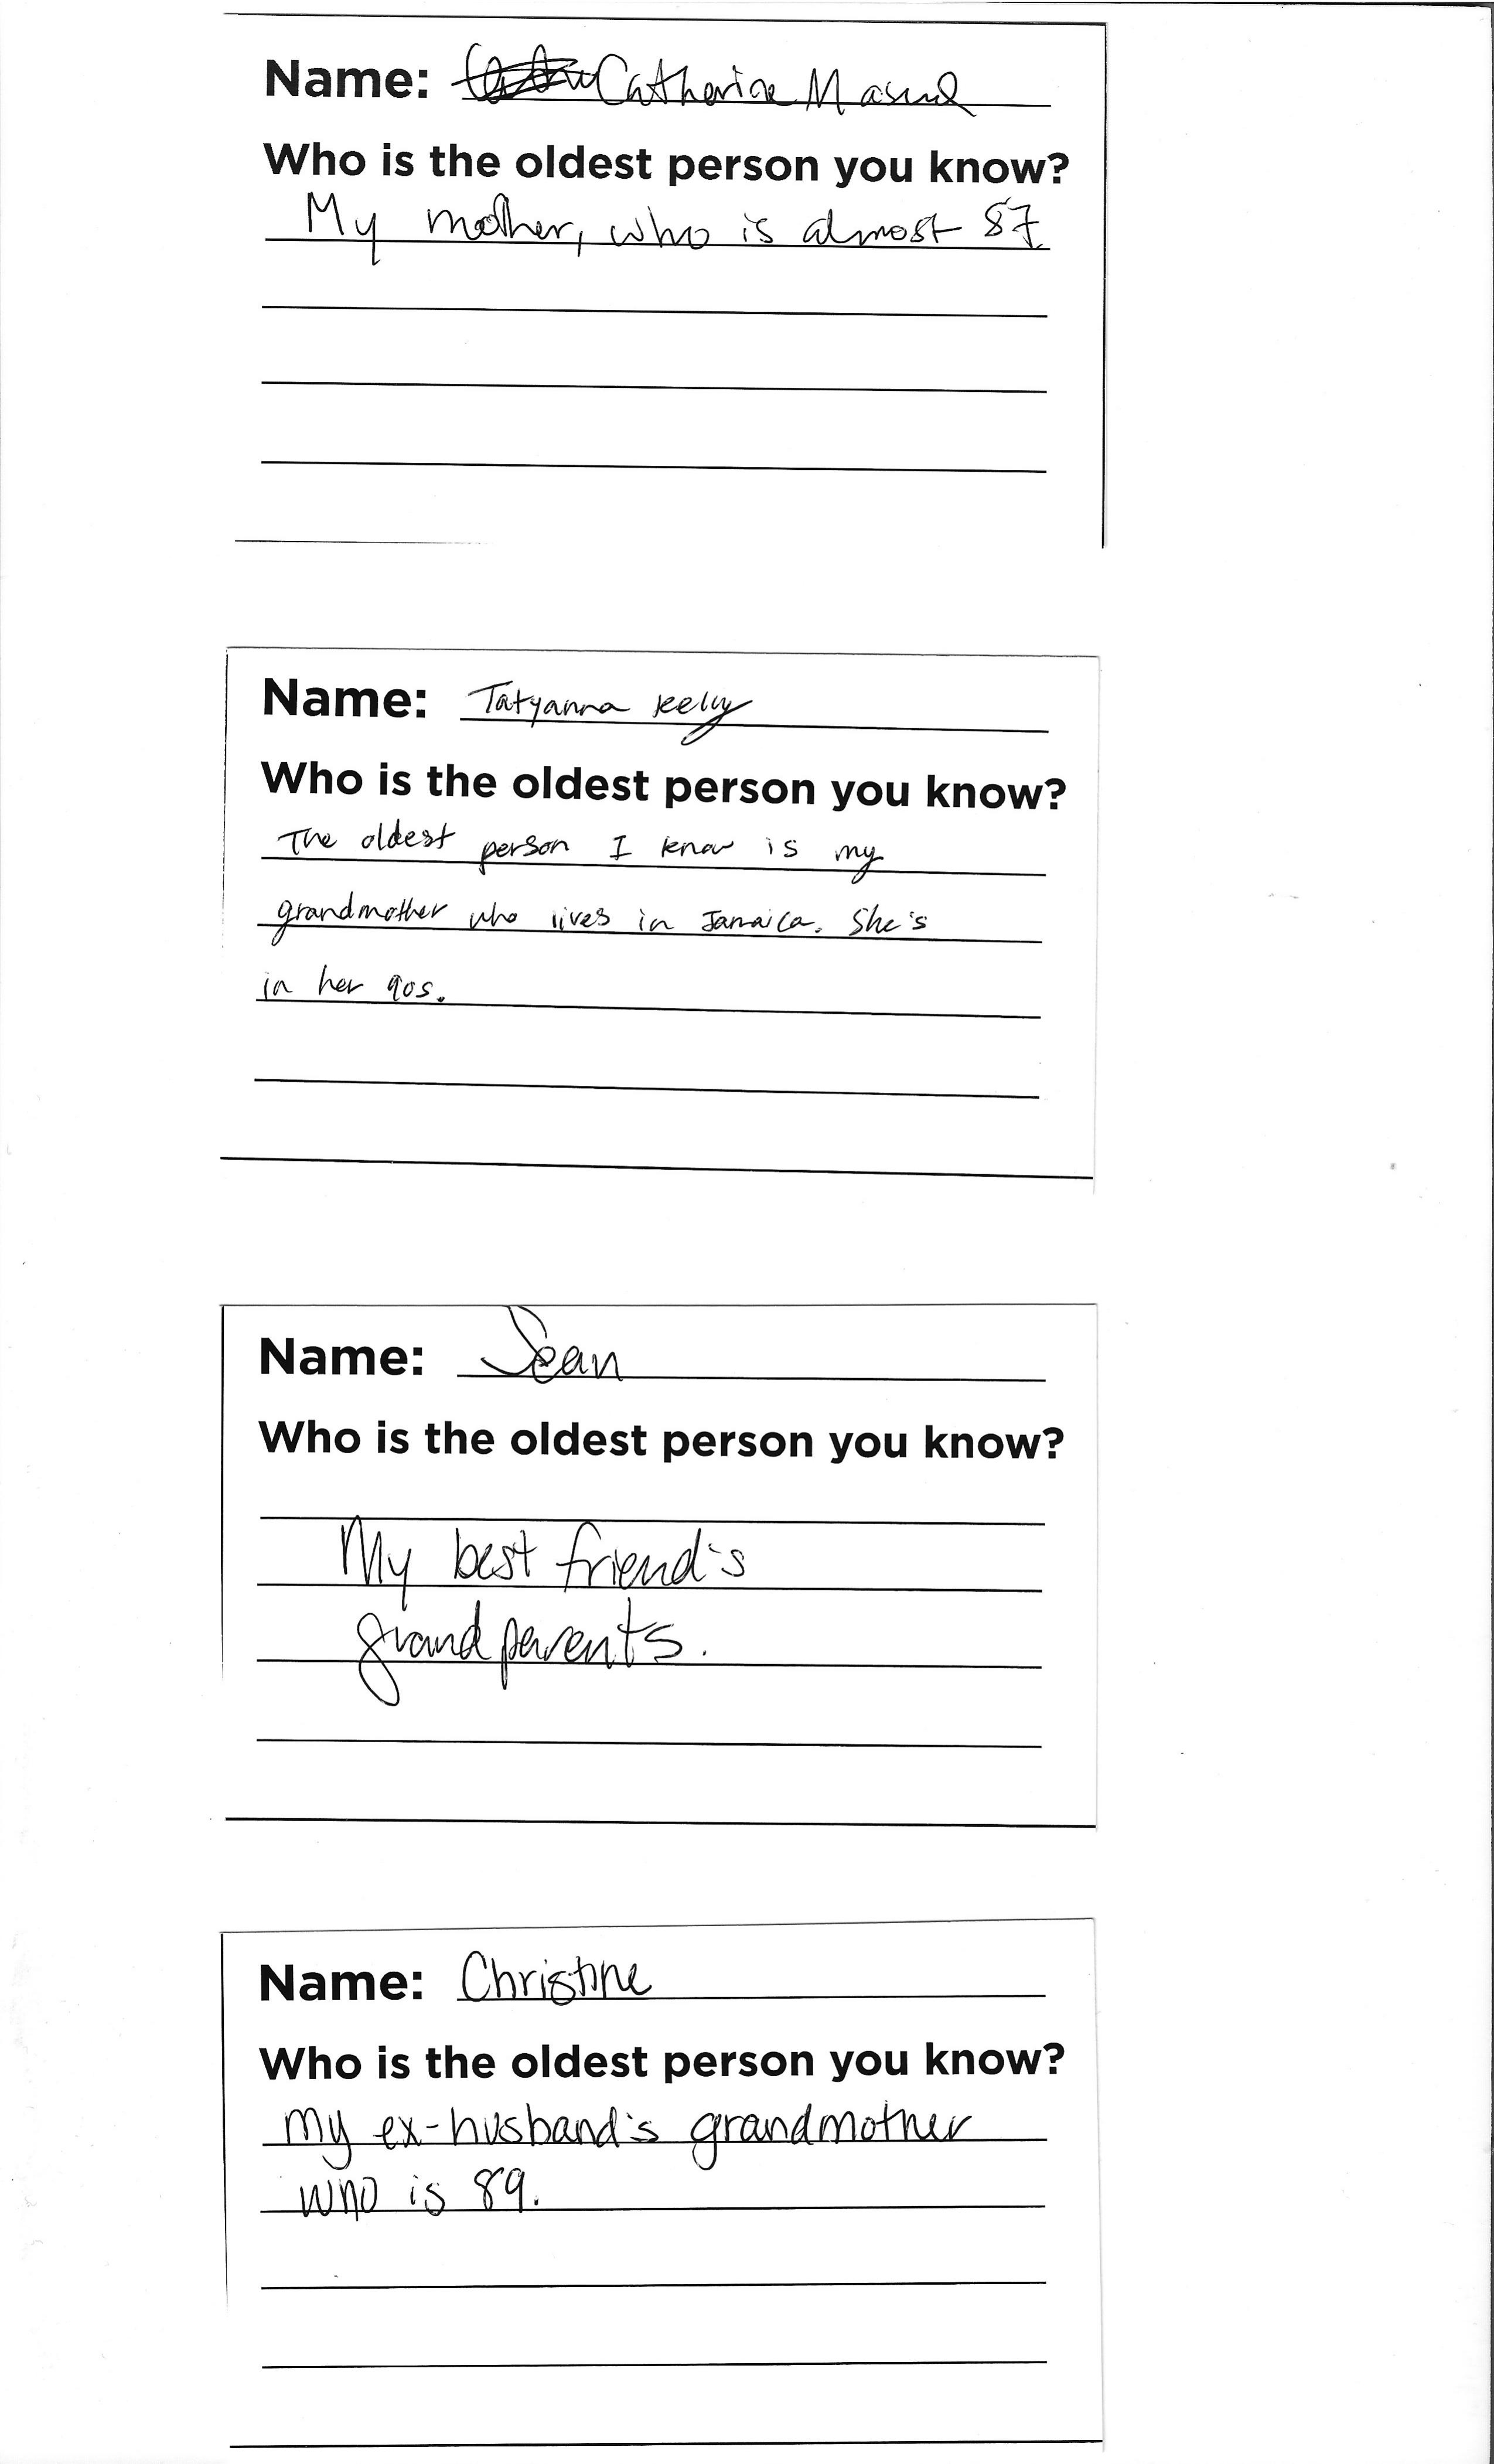 Name: Catherine Masud
Who is the oldest person you know?
My mother, who is almost 87
Name: Tatyanna Kelly
Who is the oldest person you know?
The oldest person I know is my
grandmother who lives in Jamaica. She's
in her 90s.
Name: Sean
Who is the oldest person you know?
My best friend's
grandparents.
Name: Christine
Who is the oldest person you know?
My ex-husband's grandmother
who is 89.